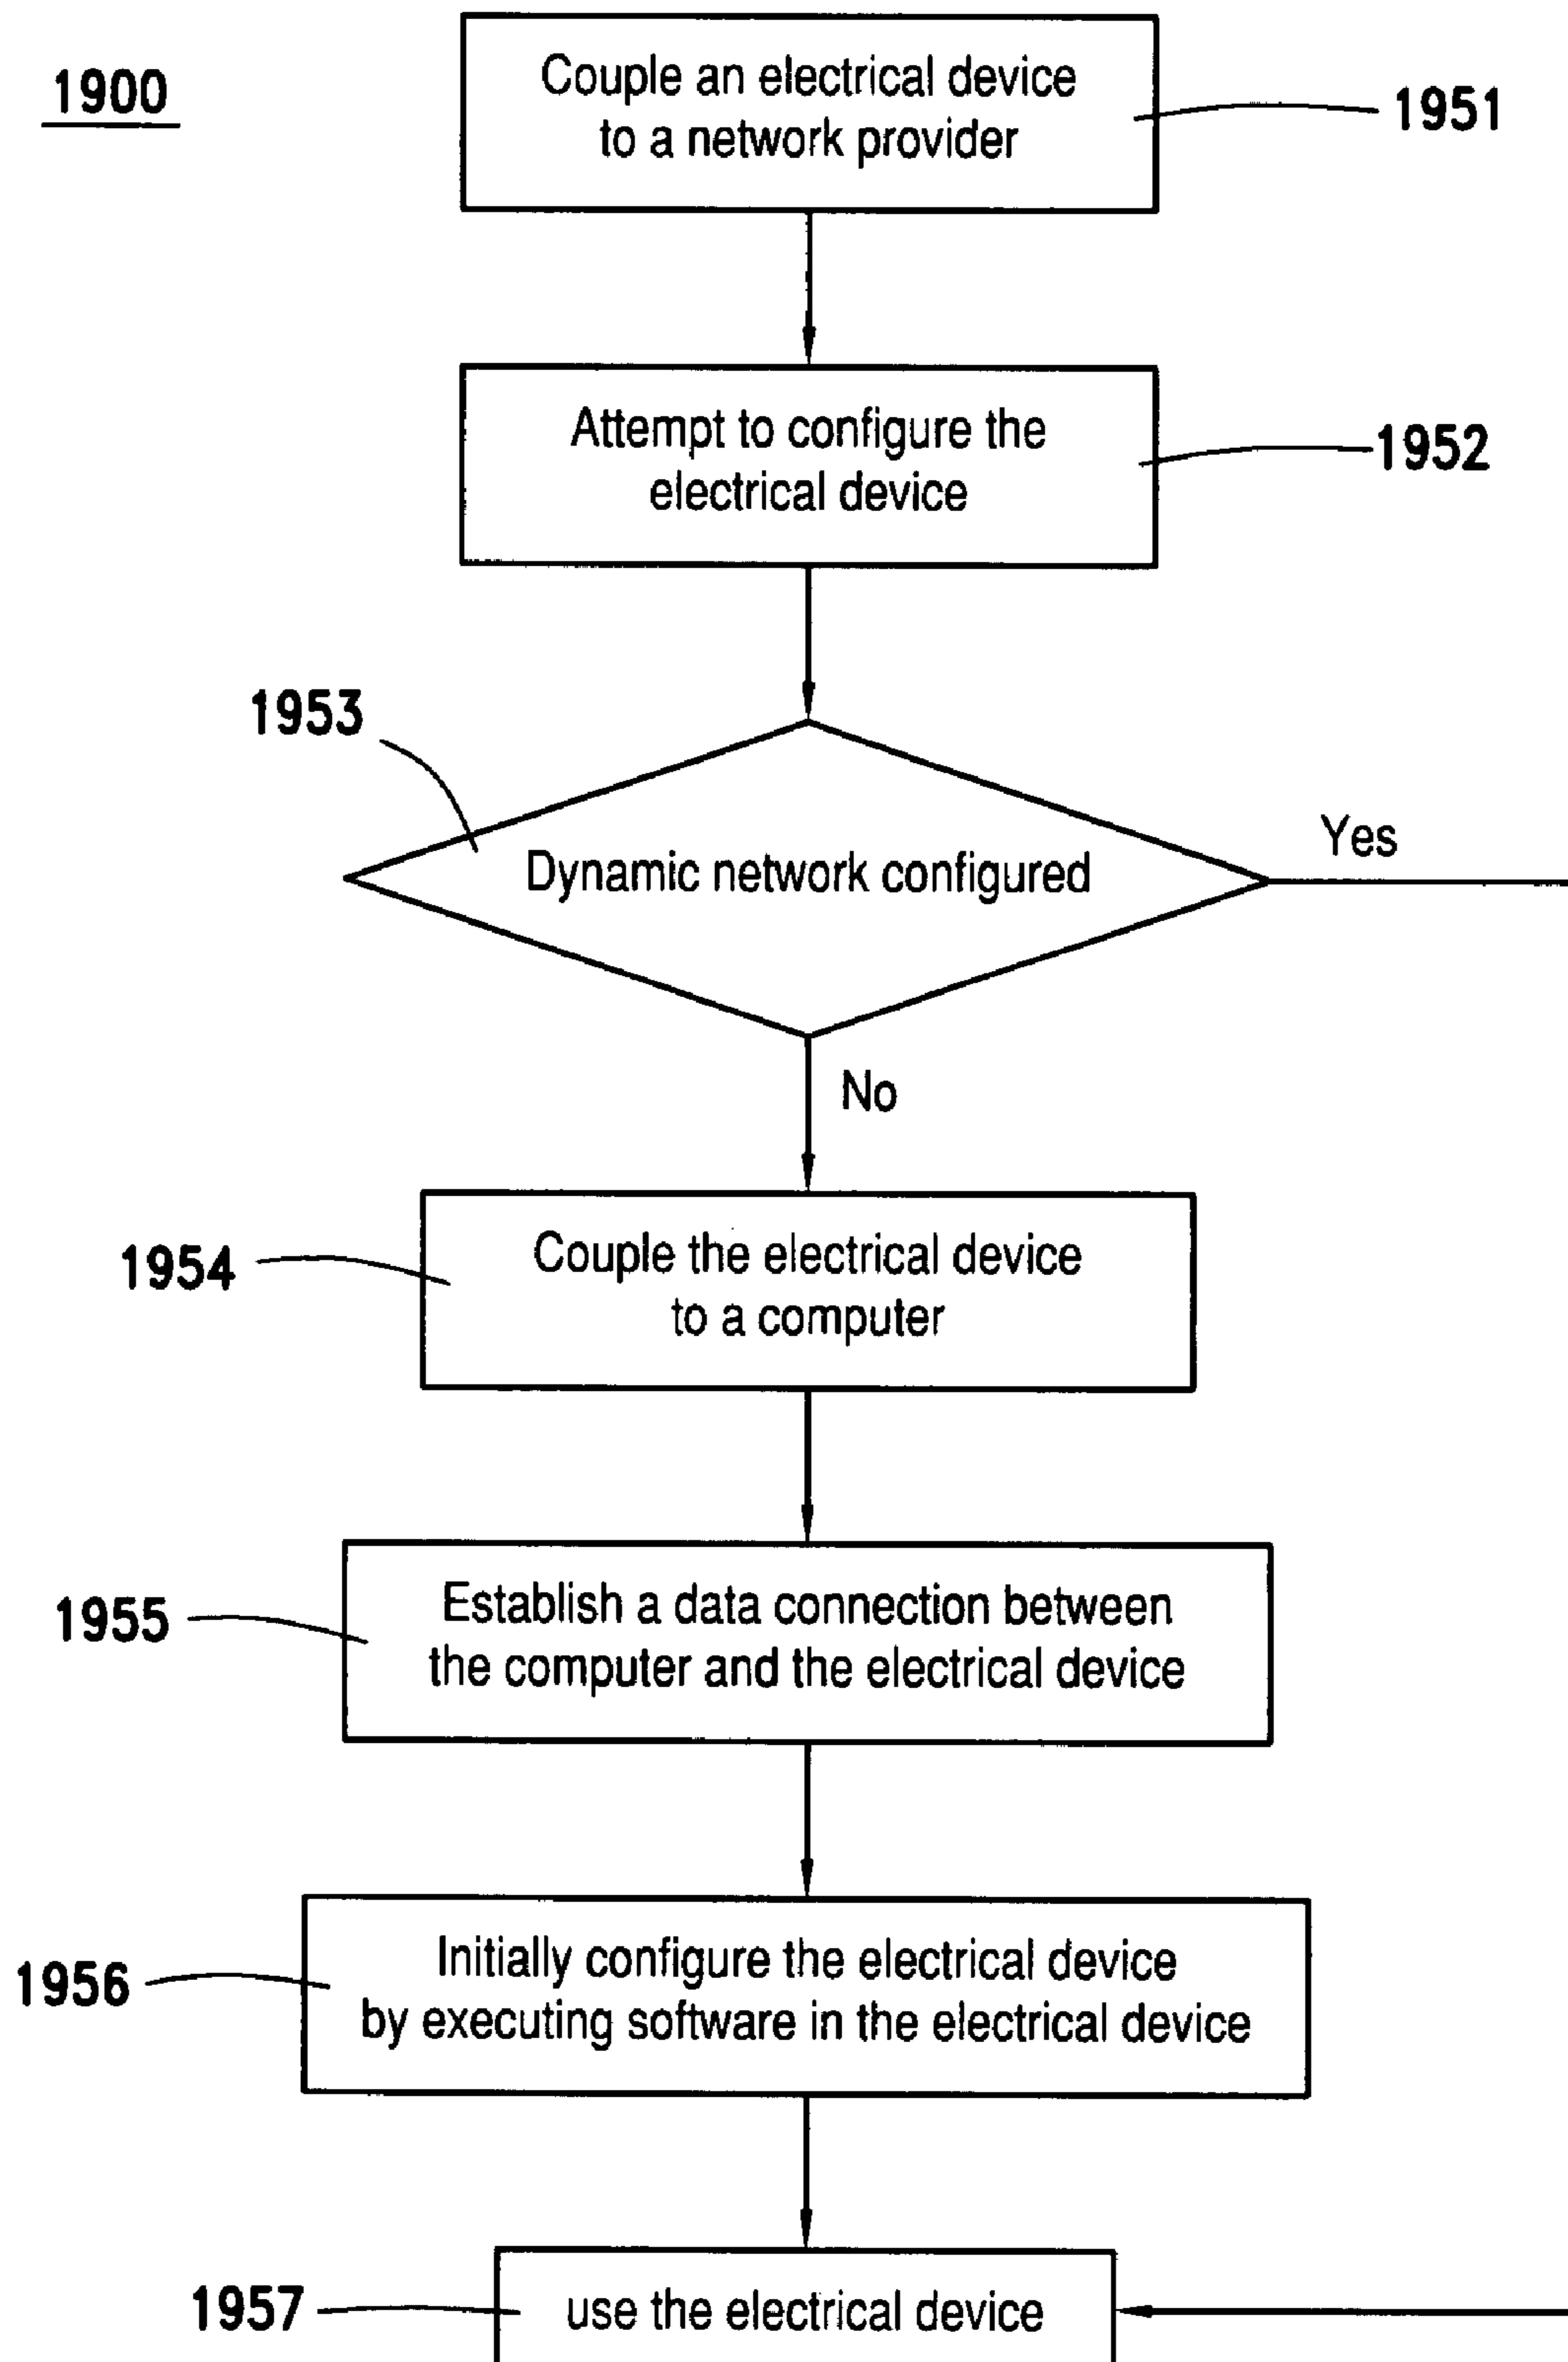 1900
Couple an electrical device
to a network provider
1951
Attempt to configure the
electrical device
1952
1953
Dynamic network configured
Yes
No
1954
Couple the electrical device
to a computer
1955
Establish a data connection between
the computer and the electrical device
1956
Initially configure the electrical device
by executing software in the electrical device
1957
use the electrical device